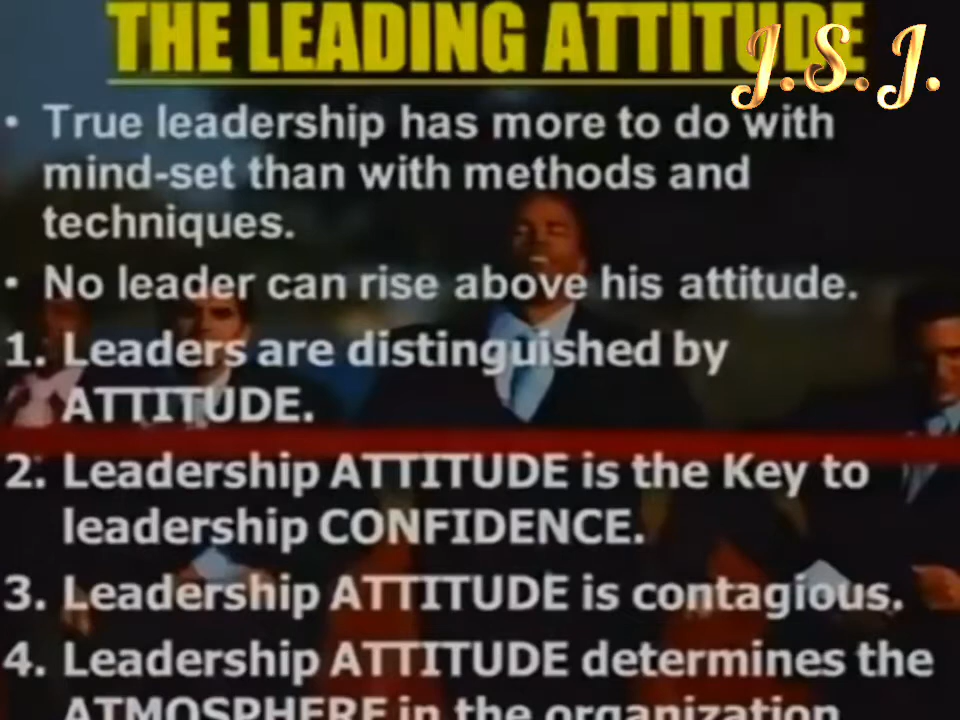 THE LEADING ATTITUDE
J.S.J.
• True leadership has more to do with
mind-set than with methods and
techniques.
• No leader can rise above his attitude.
1. Leaders are distinguished by
ATTITUDE.
2. Leadership ATTITUDE is the Key to
leadership CONFIDENCE.
3. Leadership ATTITUDE is contagious.
4. Leadership ATTITUDE determines the
ATMOSPHERE in the organization